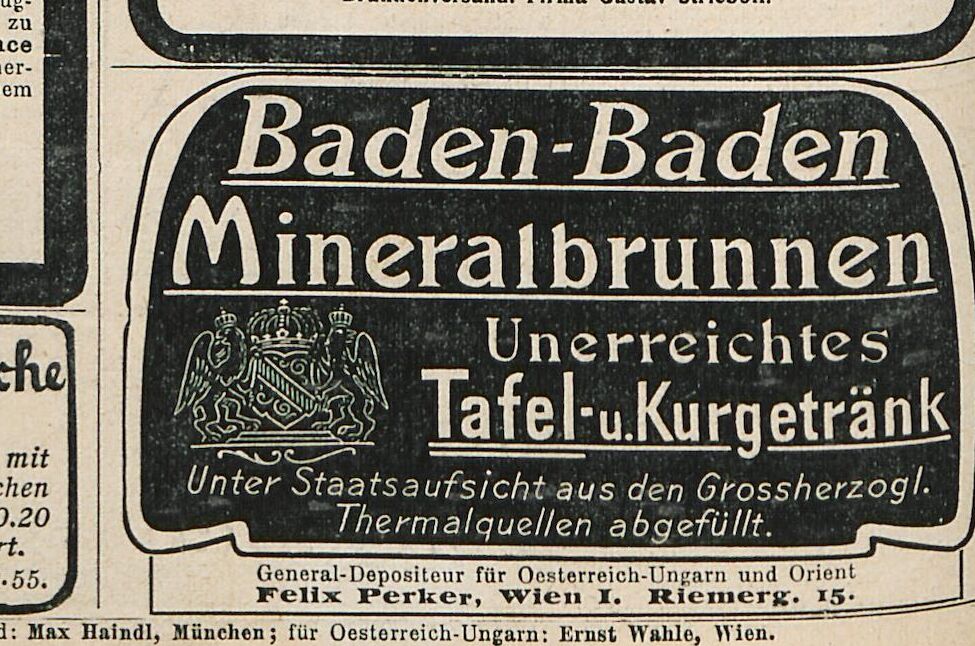 zu
Baden-Baden
Mineralbrunnen
Unerreichtes
Tafel- u. Kurgetränk
Unter Staatsaufsicht aus den Grossherzogl.
Thermalquellen abgefüllt.
General-Depositeur für Oesterreich-Ungarn und Orient
Felix Perker, Wien I. Riemerg. 15.
mit
Max Haindl, München; für Oesterreich-Ungarn: Ernst Wahle, Wien.